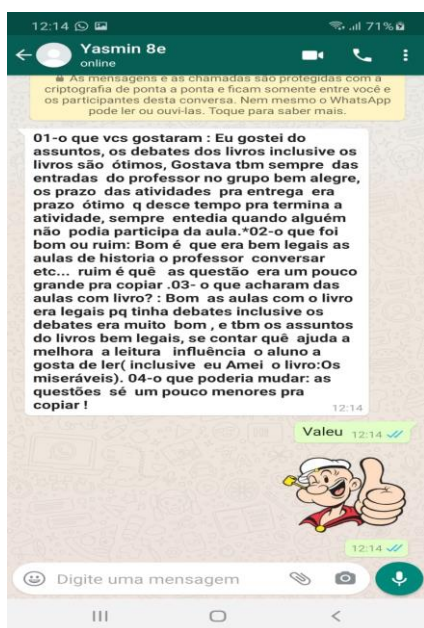 12:14 71%
Yasmin 8e
online
As mensagens e as chamadas são protegidas com a
criptografia de ponta a ponta e ficam somente entre você e
os participantes desta conversa. Nem mesmo o WhatsApp
pode ler ou ouvi-las. Toque para saber mais.
01-o que vcs gostaram : Eu gostei do
assuntos, os debates dos livros inclusive os
livros são ótimos, Gostava tbm sempre das
entradas do professor no grupo bem alegre,
os prazo das atividades pra entrega era
prazo ótimo q desce tempo pra termina a
atividade, sempre entedia quando alguém
não podia participa da aula.*02-o que foi
bom ou ruim: Bom é que era bem legais as
aulas de historia o professor conversar
etc... ruim é quê as questão era um pouco
grande pra copiar .03- o que acharam das
aulas com livro? : Bom as aulas com o livro
era legais pq tinha debates inclusive os
debates era muito bom , e tbm os assuntos
do livros bem legais, se contar quê ajuda a
melhora a leitura influência o aluno a
gosta de ler( inclusive eu Amei o livro:Os
miseráveis). 04-o que poderia mudar: as
questões sé um pouco menores pra
copiar !
12:14
Valeu 12:14
12:14
Digite uma mensagem